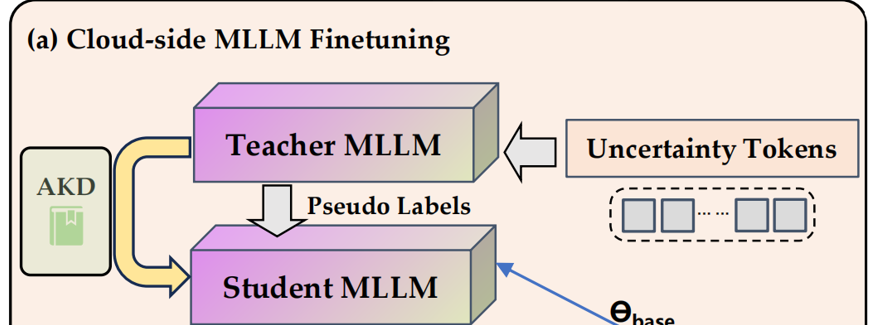 (a) Cloud-side MLLM Finetuning
Teacher MLLM
Uncertainty Tokens
AKD
Pseudo Labels
... ...
Student MLLM
Θbase